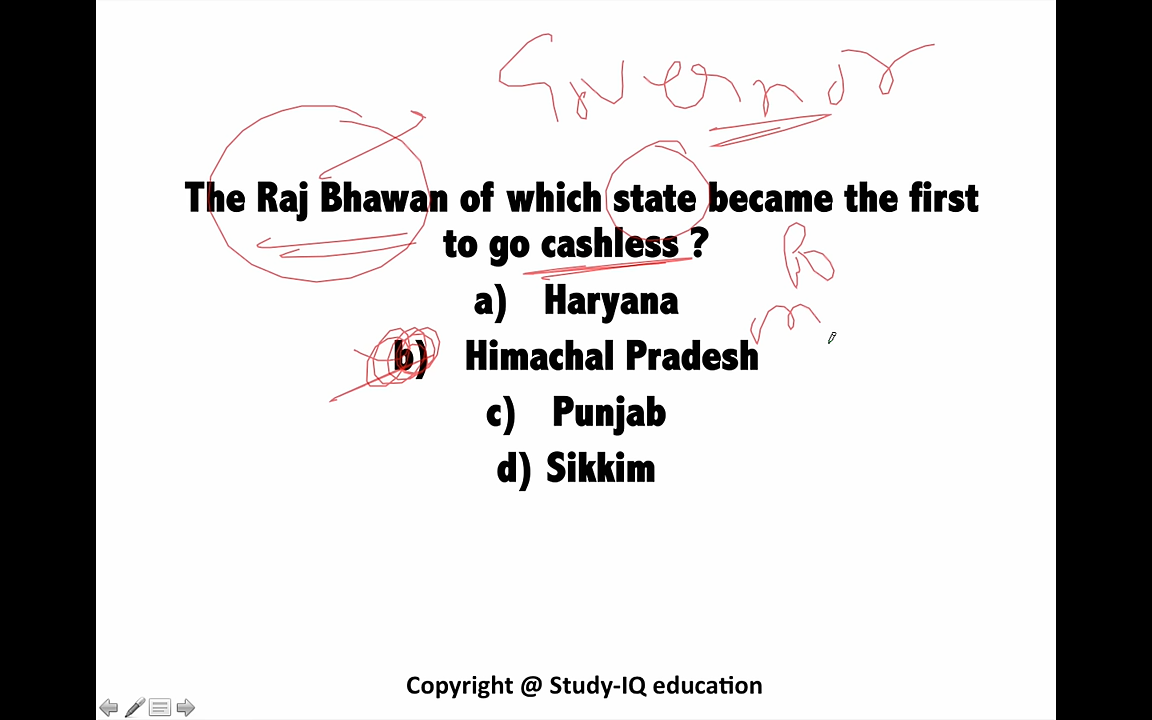 Governor
The Raj Bhawan of which state became the first
to go cashless ?
a) Haryana
b) Himachal Pradesh
c) Punjab
d) Sikkim
Copyright @ Study-IQ education